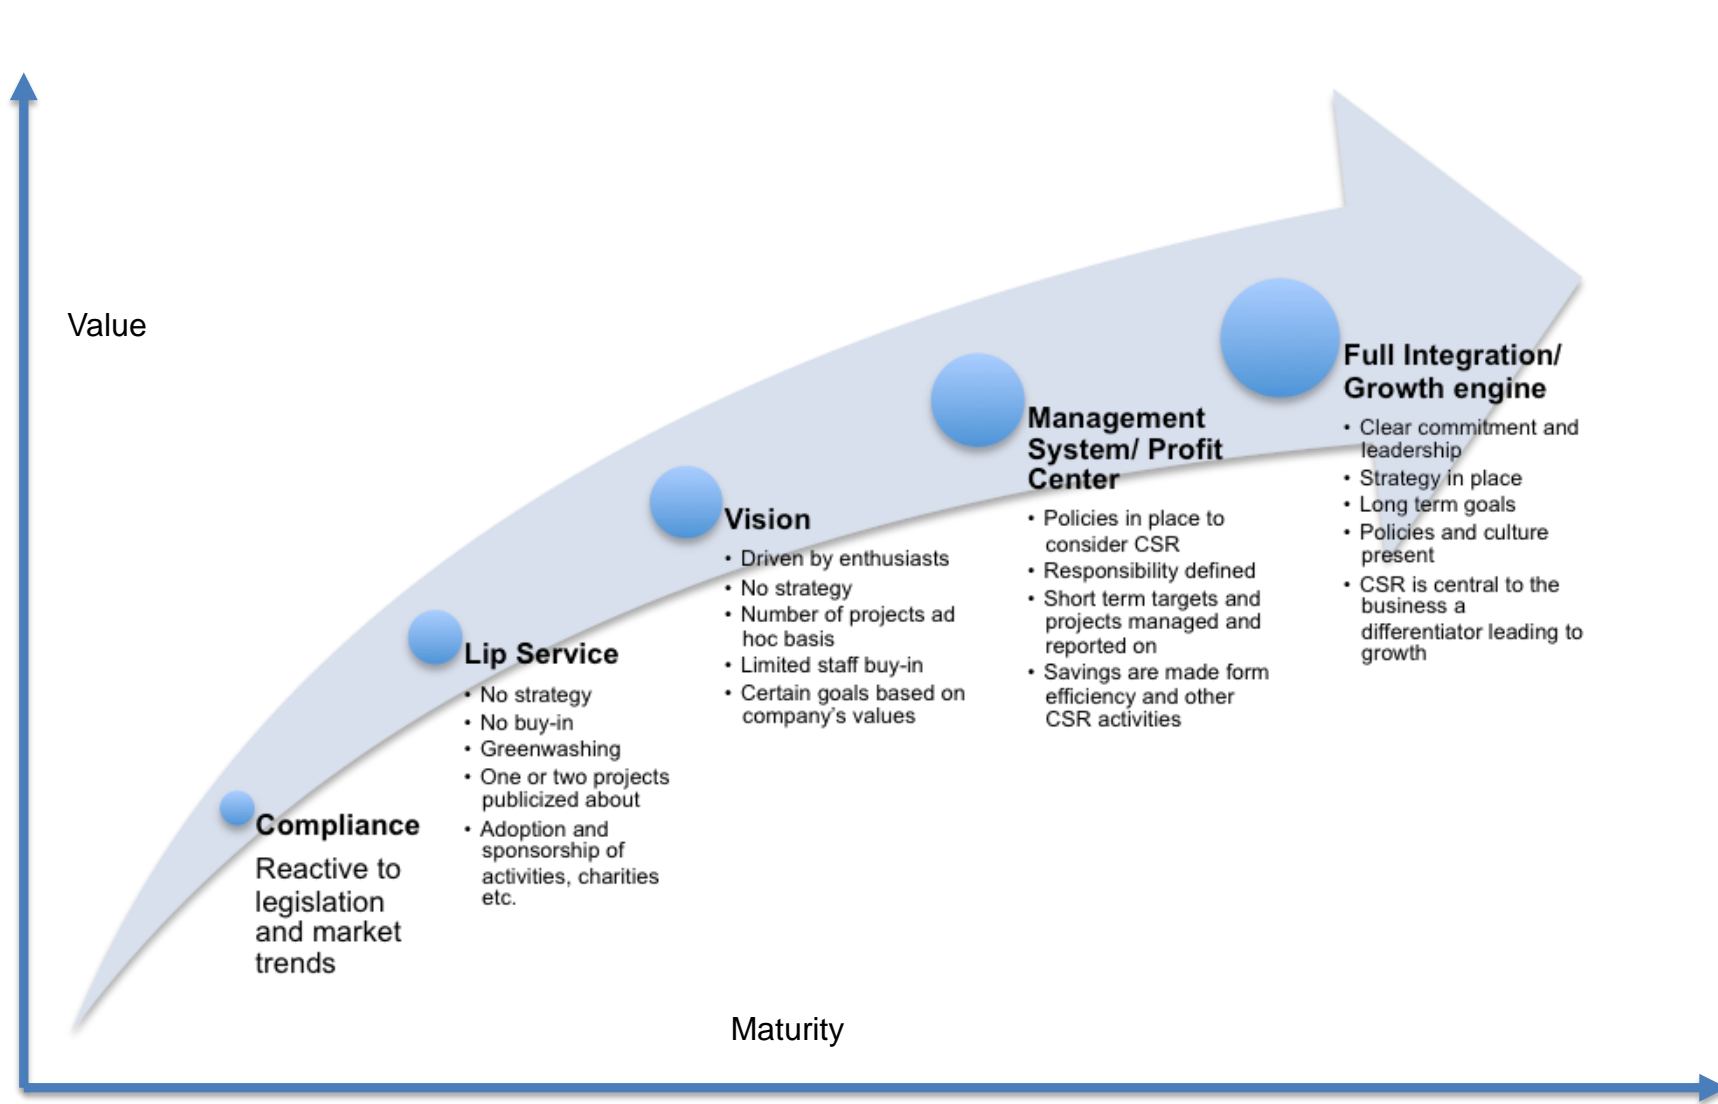 Value
Compliance
Reactive to
legislation
and market
trends
Lip Service
• No strategy
• No buy-in
• Greenwashing
• One or two projects
publicized about
• Adoption and
sponsorship of
activities, charities
etc.
Vision
• Driven by enthusiasts
• No strategy
• Number of projects ad
hoc basis
• Limited staff buy-in
• Certain goals based on
company's values
Management
System/ Profit
Center
• Policies in place to
consider CSR
• Responsibility defined
• Short term targets and
projects managed and
reported on
• Savings are made form
efficiency and other
CSR activities
Full Integration/
Growth engine
• Clear commitment and
leadership
• Strategy in place
• Long term goals
• Policies and culture
present
• CSR is central to the
business a
differentiator leading to
growth
Maturity